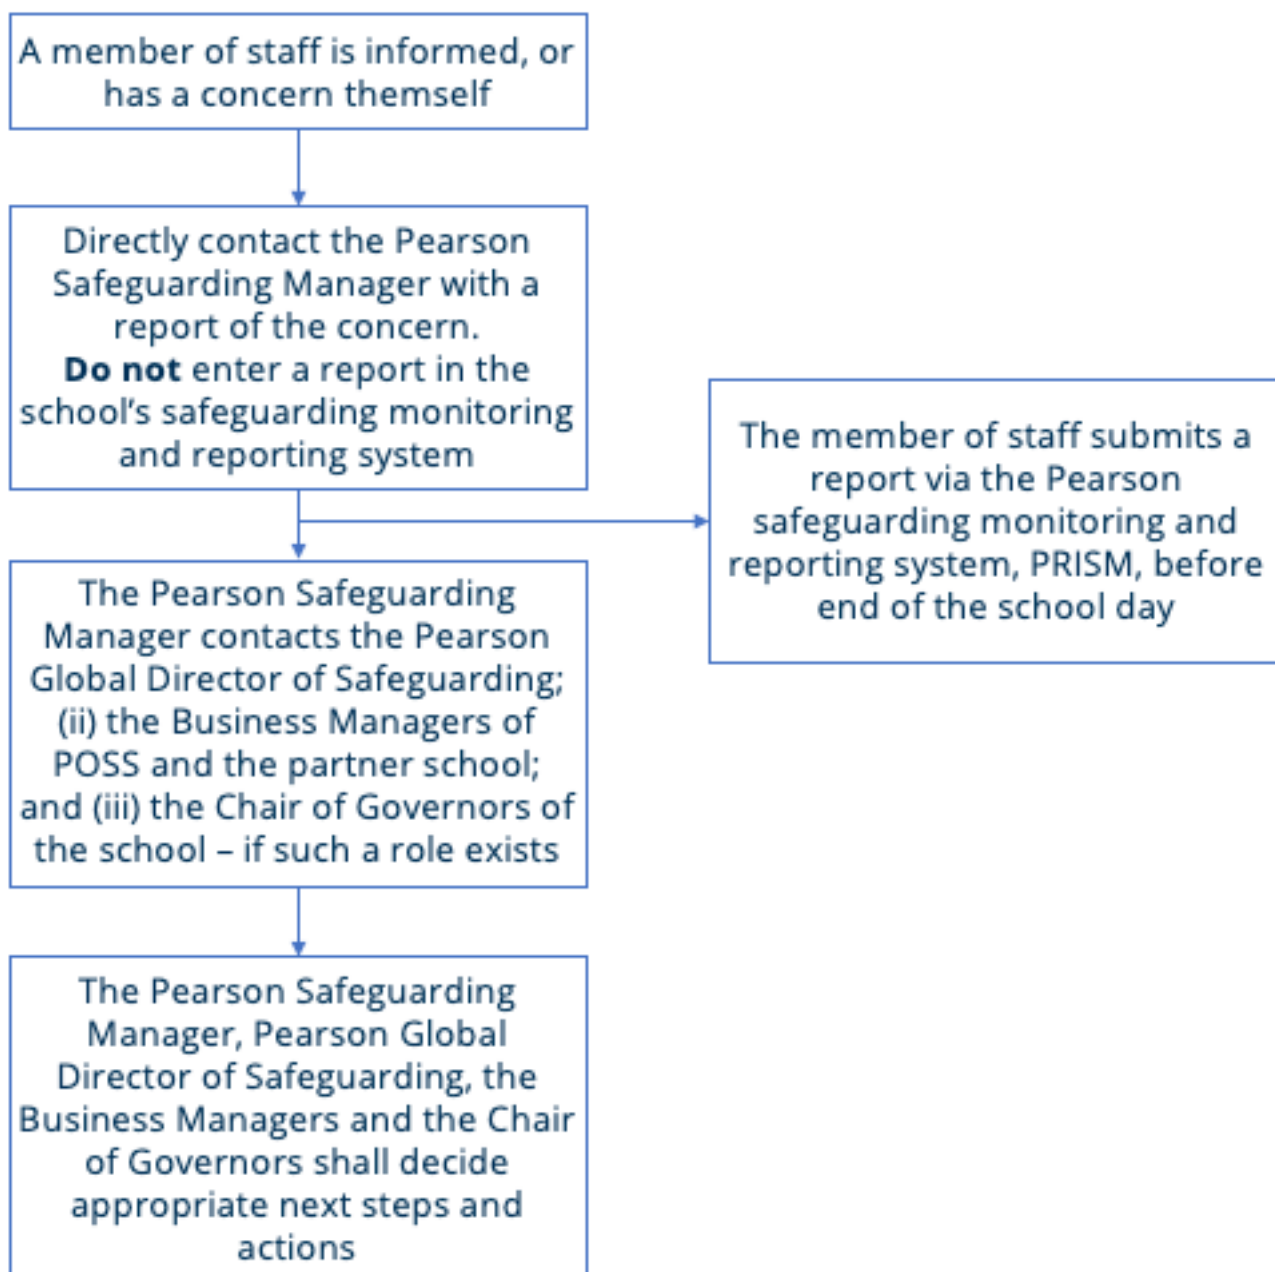 A member of staff is informed, or
has a concern themself
Directly contact the Pearson
Safeguarding Manager with a
report of the concern.
Do not enter a report in the
school's safeguarding monitoring
and reporting system
The member of staff submits a
report via the Pearson
safeguarding monitoring and
reporting system, PRISM, before
end of the school day
The Pearson Safeguarding
Manager contacts the Pearson
Global Director of Safeguarding;
(ii) the Business Managers of
POSS and the partner school;
and (iii) the Chair of Governors of
the school – if such a role exists
The Pearson Safeguarding
Manager, Pearson Global
Director of Safeguarding, the
Business Managers and the Chair
of Governors shall decide
appropriate next steps and
actions